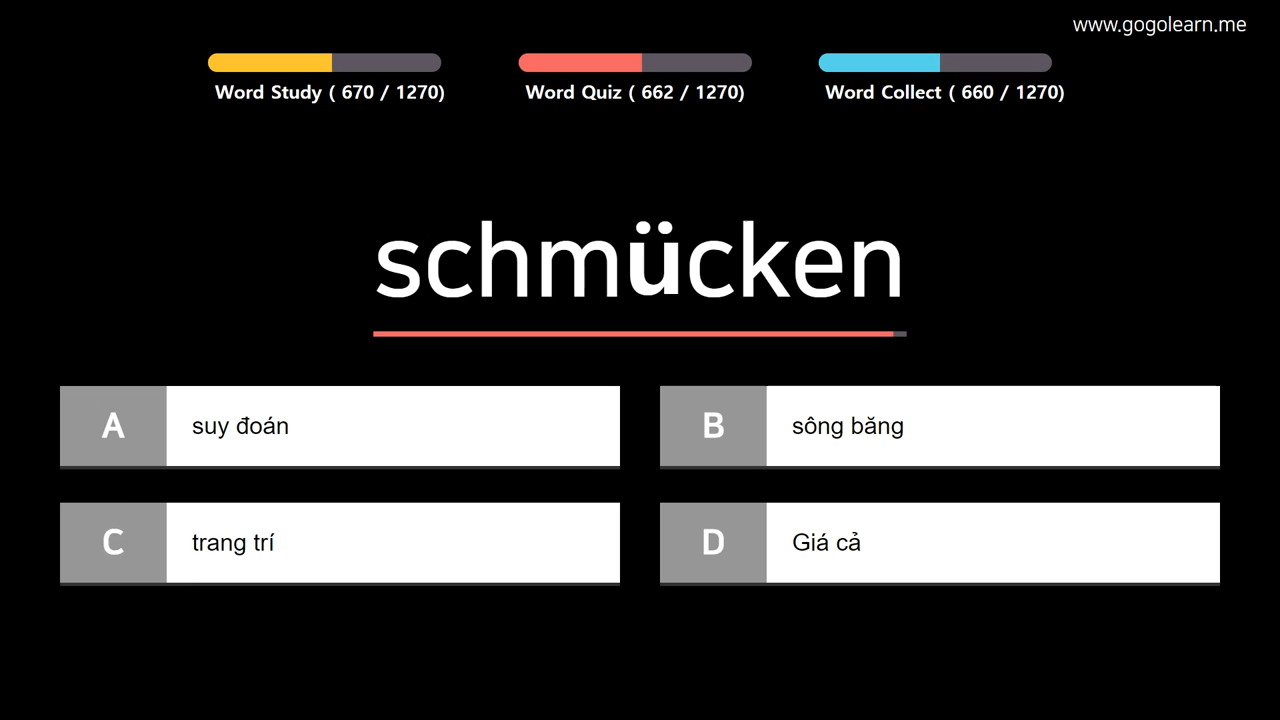 www.gogolearn.me
Word Study ( 670 / 1270)
Word Quiz ( 662 / 1270)
Word Collect ( 660 / 1270)
schmücken
A suy đoán
B sông băng
C trang trí
D Giá cả